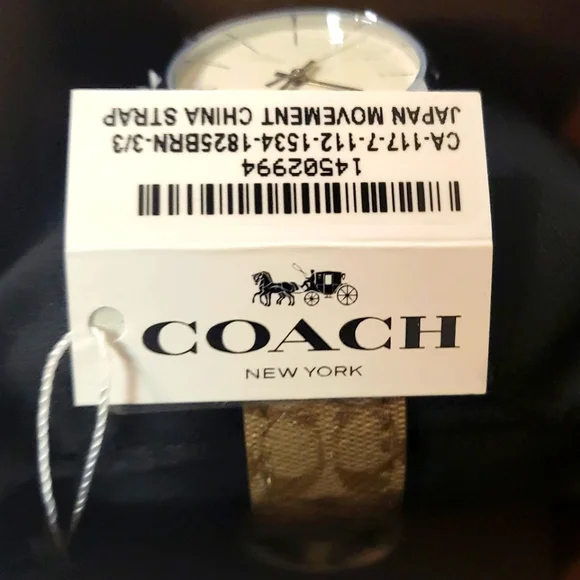 JAPAN MOVEMENT CHINA STRAP
CA-117-7-112-1534-1825BRN-3/3
14502994
COACH
NEW YORK